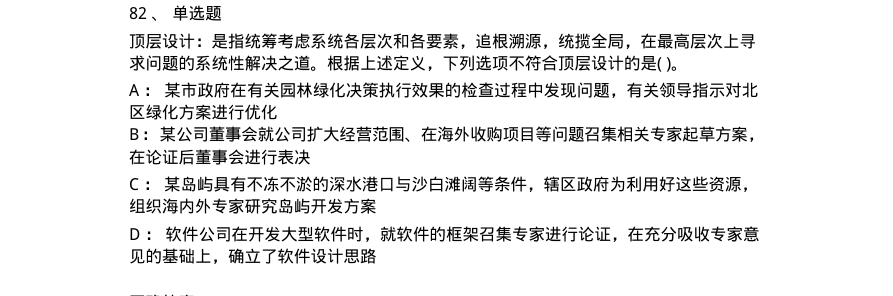 82 、 单选题
顶层设计：是指统筹考虑系统各层次和各要素，追根溯源，统揽全局，在最高层次上寻
求问题的系统性解决之道。根据上述定义，下列选项不符合顶层设计的是( )。
A ： 某市政府在有关园林绿化决策执行效果的检查过程中发现问题，有关领导指示对北
区绿化方案进行优化
B ：某公司董事会就公司扩大经营范围、在海外收购项目等问题召集相关专家起草方案，
在论证后董事会进行表决
C ： 某岛屿具有不冻不淤的深水港口与沙白滩阔等条件，辖区政府为利用好这些资源，
组织海内外专家研究岛屿开发方案
D ： 软件公司在开发大型软件时，就软件的框架召集专家进行论证，在充分吸收专家意
见的基础上，确立了软件设计思路